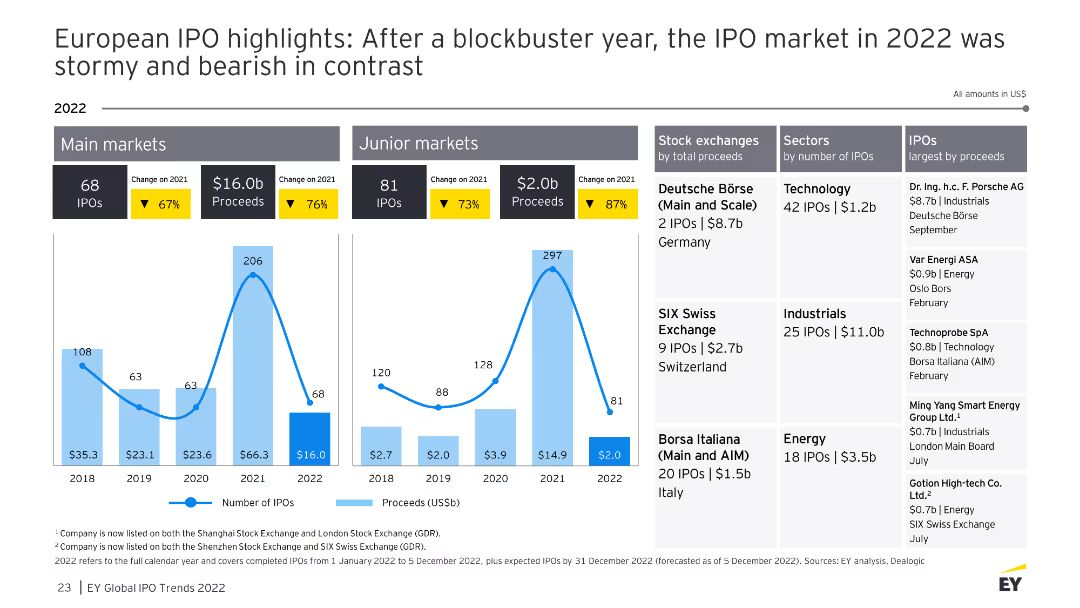 European IPO highlights: After a blockbuster year, the IPO market in 2022 was
stormy and bearish in contrast
All amounts in US$
2022
Main markets
68
IPOs
Change on 2021
▼ 67%
$16.0b
Proceeds
Change on 2021
▼ 76%
108
63
63
206
68
$35.3
$23.1
$23.6
$66.3
$16.0
2018
2019
2020
2021
2022
Junior markets
81
IPOs
Change on 2021
▼ 73%
$2.0b
Proceeds
Change on 2021
▼ 87%
120
88
128
297
81
$2.7
$2.0
$3.9
$14.9
$2.0
2018
2019
2020
2021
2022
Number of IPOs
Proceeds (US$b)
Stock exchanges
by total proceeds
Deutsche Börse
(Main and Scale)
2 IPOs | $8.7b
Germany
SIX Swiss
Exchange
9 IPOs | $2.7b
Switzerland
Borsa Italiana
(Main and AIM)
20 IPOs | $1.5b
Italy
Sectors
by number of IPOs
Technology
42 IPOs | $1.2b
Industrials
25 IPOs | $11.0b
Energy
18 IPOs | $3.5b
IPOs
largest by proceeds
Dr. Ing. h.c. F. Porsche AG
$8.7b | Industrials
Deutsche Börse
September
Var Energi ASA
$0.9b | Energy
Oslo Bors
February
Technoprobe SpA
$0.8b | Technology
Borsa Italiana (AIM)
February
Ming Yang Smart Energy
Group Ltd.¹
$0.7b | Industrials
London Main Board
July
Gotion High-tech Co.
Ltd.²
$0.7b | Energy
SIX Swiss Exchange
July
¹ Company is now listed on both the Shanghai Stock Exchange and London Stock Exchange (GDR).
² Company is now listed on both the Shenzhen Stock Exchange and SIX Swiss Exchange (GDR).
2022 refers to the full calendar year and covers completed IPOs from 1 January 2022 to 5 December 2022, plus expected IPOs by 31 December 2022 (forecasted as of 5 December 2022). Sources: EY analysis, Dealogic
23 | EY Global IPO Trends 2022
EY